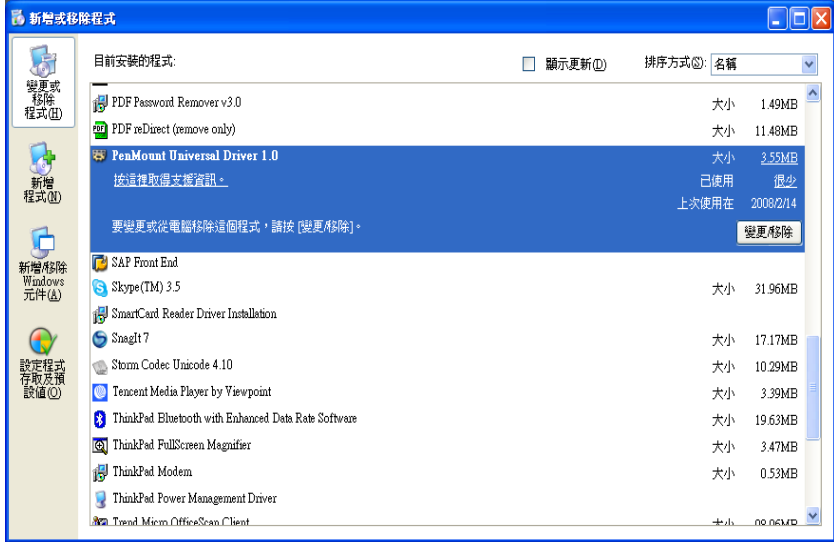 新增或移除程式
變更或
移除
程式(H)
新增
程式(N)
新增/移除
Windows
元件(A)
設定程式
存取及預
設值(O)
目前安裝的程式:
顯示更新(D)
排序方式(S): 名稱
PDF Password Remover v3.0 大小 1.49MB
PDF reDirect (remove only) 大小 11.48MB
PenMount Universal Driver 1.0 大小 3.55MB
按這裡取得支援資訊。 已使用 很少
上次使用在 2008/2/14
要變更或從電腦移除這個程式，請按 [變更/移除]。 變更/移除
SAP Front End
Skype(TM) 3.5 大小 31.96MB
SmartCard Reader Driver Installation
SnagIt 7 大小 17.17MB
Storm Codec Unicode 4.10 大小 10.29MB
Tencent Media Player by Viewpoint 大小 3.39MB
ThinkPad Bluetooth with Enhanced Data Rate Software 大小 19.63MB
ThinkPad FullScreen Magnifier 大小 3.47MB
ThinkPad Modem 大小 0.53MB
ThinkPad Power Management Driver
Trend Micro OfficeScan Client 大小